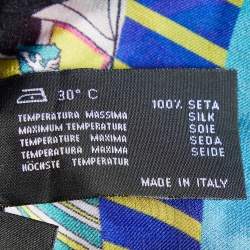 30° C
TEMPERATURA MASSIMA
MAXIMUM TEMPERATUR
TEMPERATURE MAXIMA
TEMPERATURA MAXIMA
HÖCHSTE TEMPERATUR
100% SETA
SILK
SOIE
SEDA
SEIDE
MADE IN ITALY